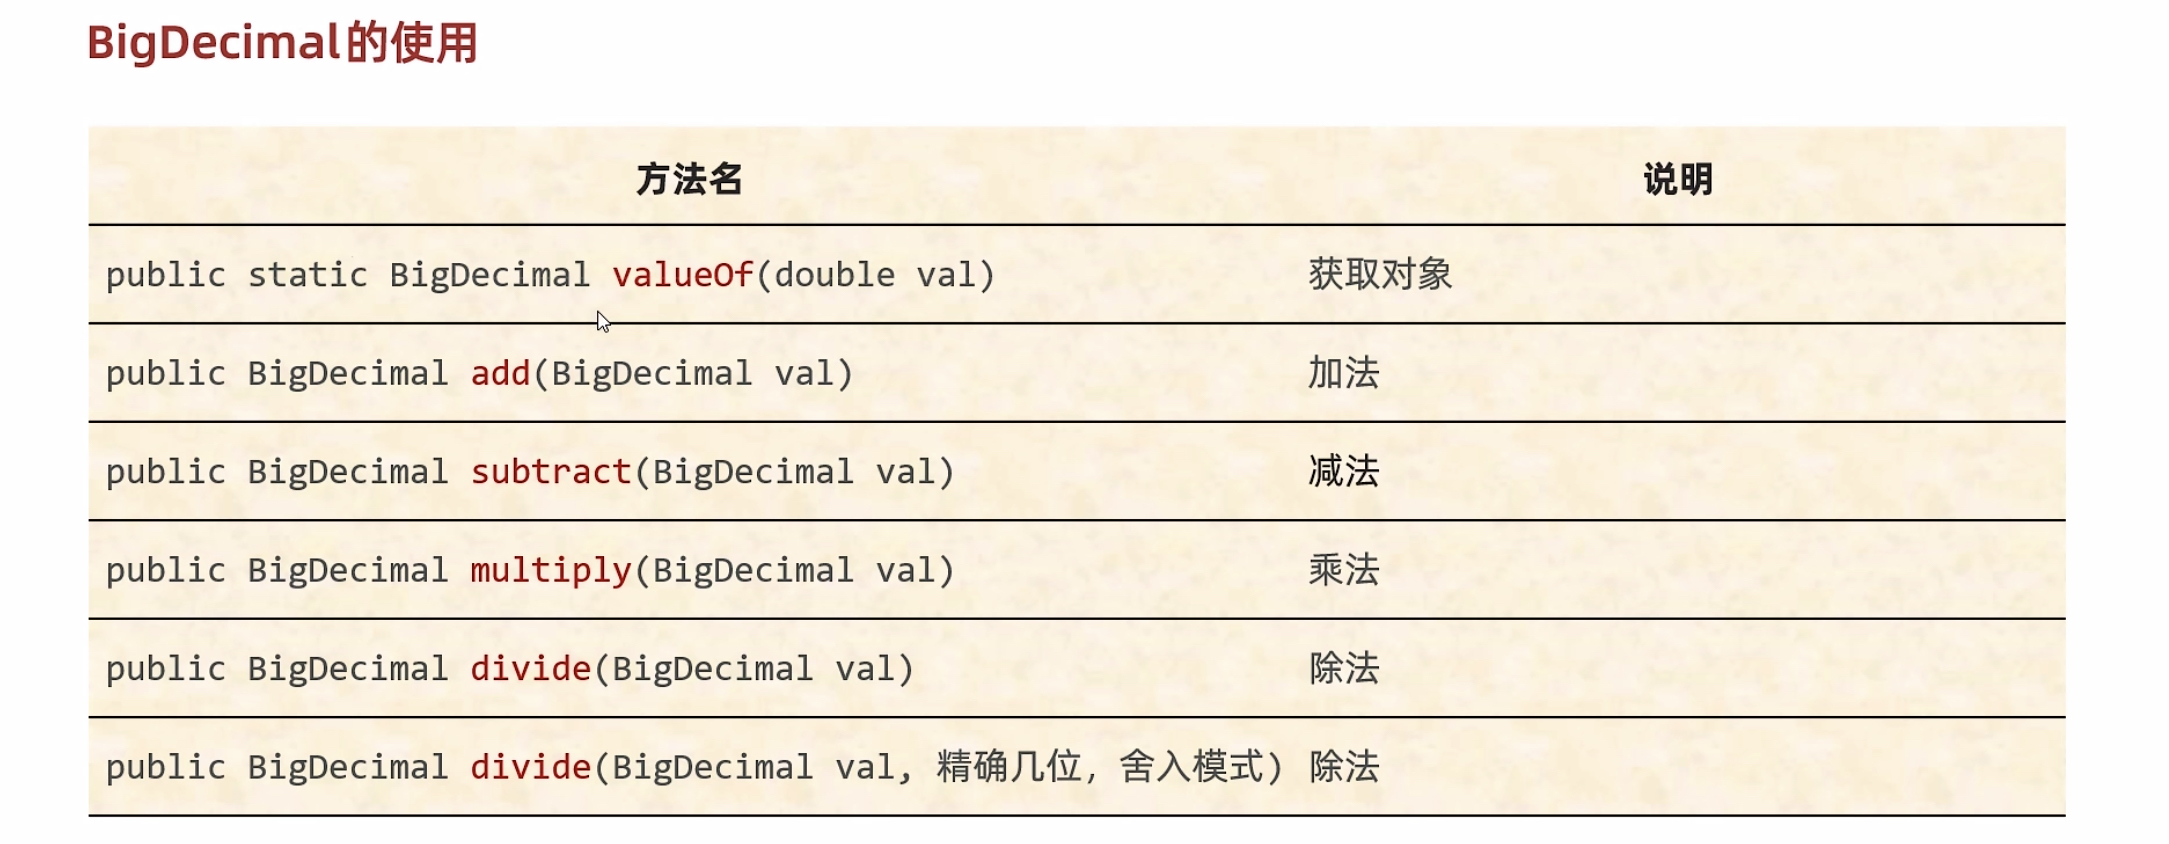 BigDecimal的使用
方法名 说明
public static BigDecimal valueOf(double val) 获取对象
public BigDecimal add(BigDecimal val) 加法
public BigDecimal subtract(BigDecimal val) 减法
public BigDecimal multiply(BigDecimal val) 乘法
public BigDecimal divide(BigDecimal val) 除法
public BigDecimal divide(BigDecimal val, 精确几位，舍入模式) 除法